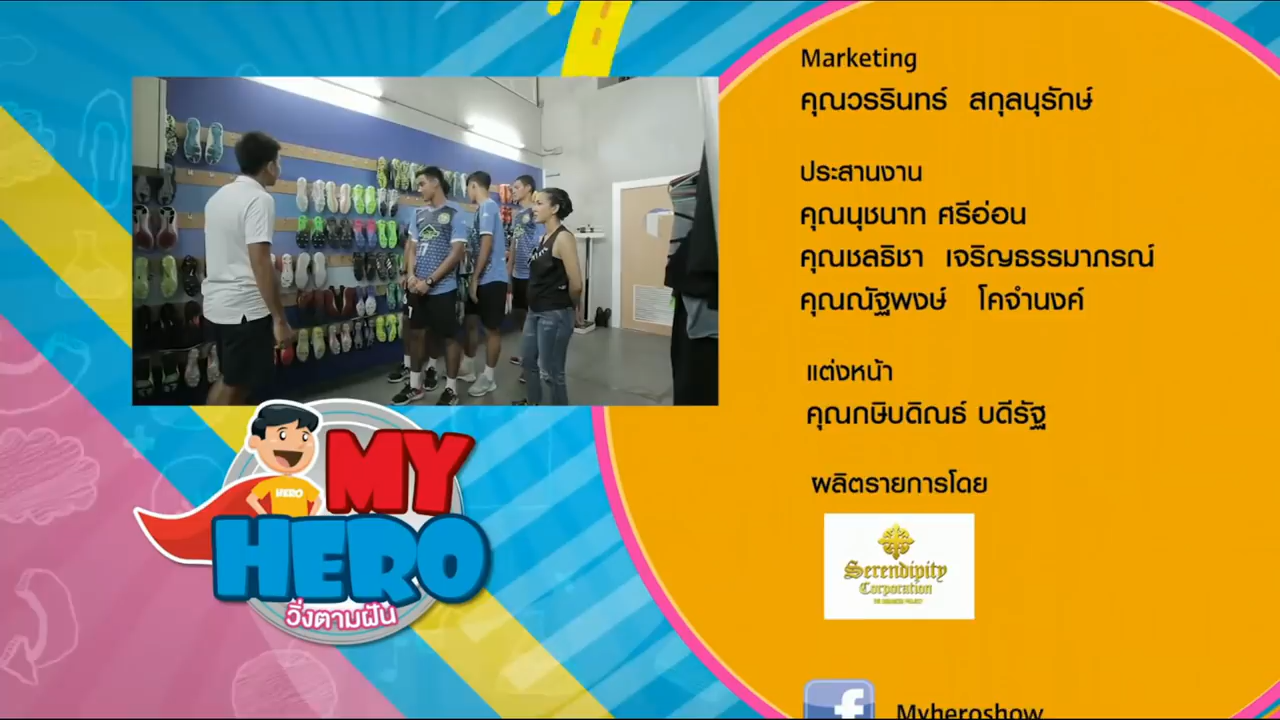 Marketing
คุณวรรินทร์ สกุลนุรักษ์
ประสานงาน
คุณนุชนาท ศรีอ่อน
คุณชลธิชา เจริญธรรมาภรณ์
คุณณัฐพงษ์ โคจำนงค์
แต่งหน้า
คุณกษิบดิณธ์ บดีรัฐ
ผลิตรายการโดย
Serendipity
Corporation
Myheroshow
HERO
MY
HERO
วิ่งตามฝัน